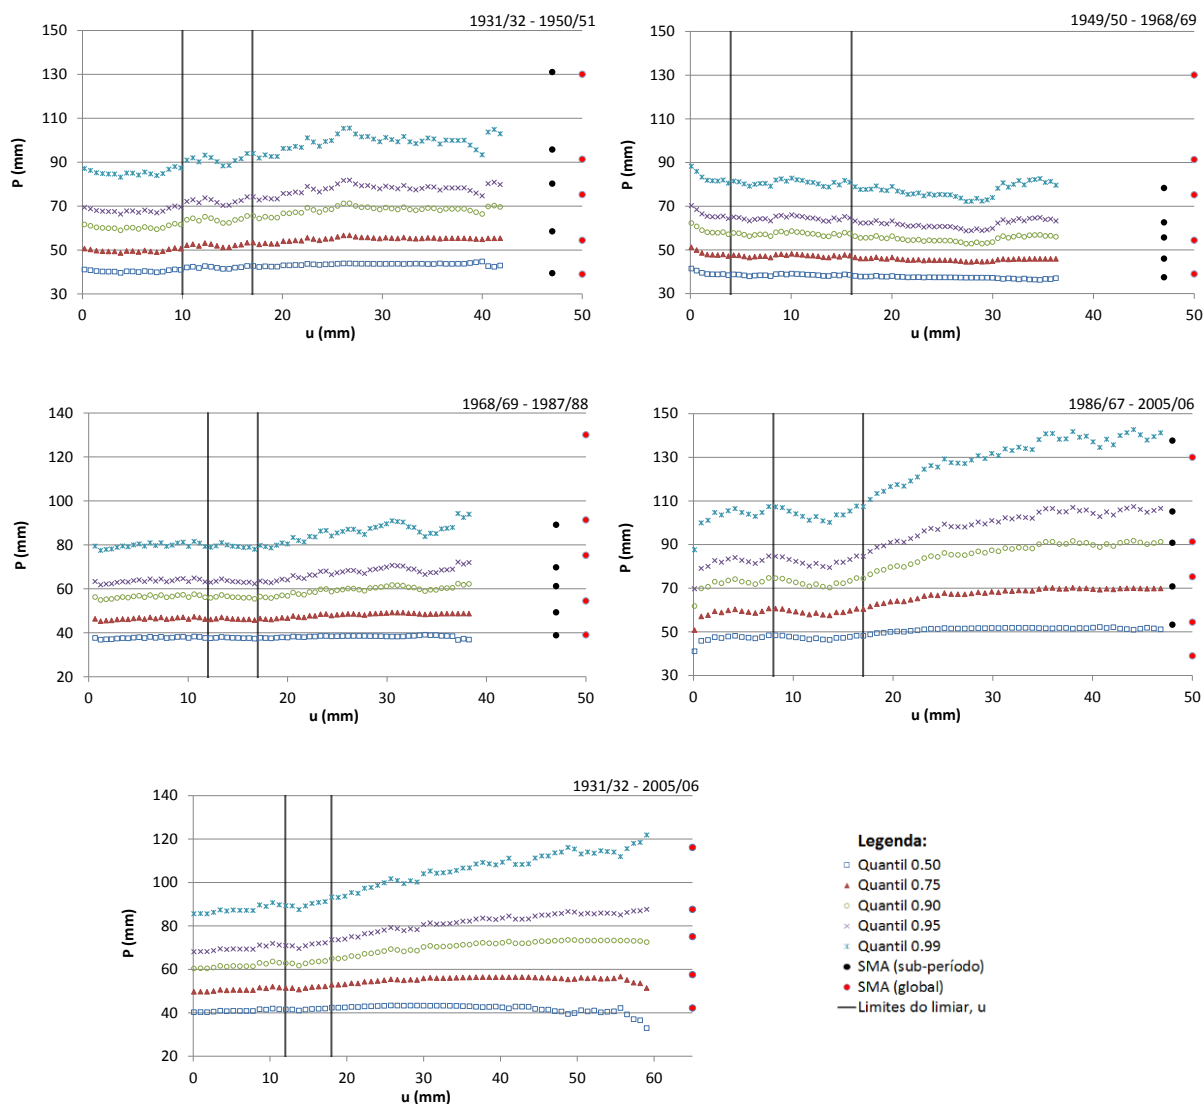 1931/32 - 1950/51
150
130
110
90
70
50
30
P (mm)
0
10
20
30
40
50
u (mm)
1949/50 - 1968/69
150
130
110
90
70
50
30
P (mm)
0
10
20
30
40
50
u (mm)
1968/69 - 1987/88
140
120
100
80
60
40
20
P (mm)
0
10
20
30
40
50
u (mm)
1986/67 - 2005/06
150
130
110
90
70
50
30
P (mm)
0
10
20
30
40
50
u (mm)
1931/32 - 2005/06
140
120
100
80
60
40
20
P (mm)
0
10
20
30
40
50
60
u (mm)
Legenda:
Quantil 0.50
Quantil 0.75
Quantil 0.90
Quantil 0.95
Quantil 0.99
SMA (sub-período)
SMA (global)
Limites do limiar, u